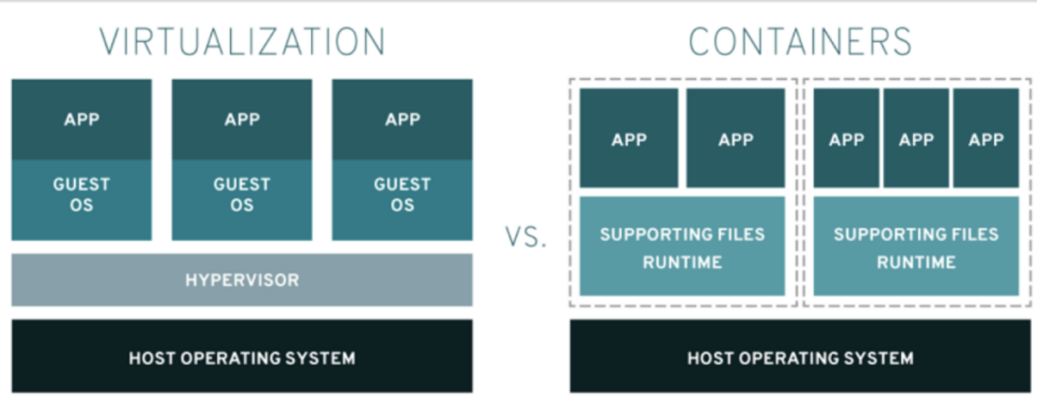 VIRTUALIZATION
APP
GUEST
OS
APP
GUEST
OS
APP
GUEST
OS
HYPERVISOR
HOST OPERATING SYSTEM
VS.
CONTAINERS
APP
APP
SUPPORTING FILES
RUNTIME
APP
APP
APP
SUPPORTING FILES
RUNTIME
HOST OPERATING SYSTEM